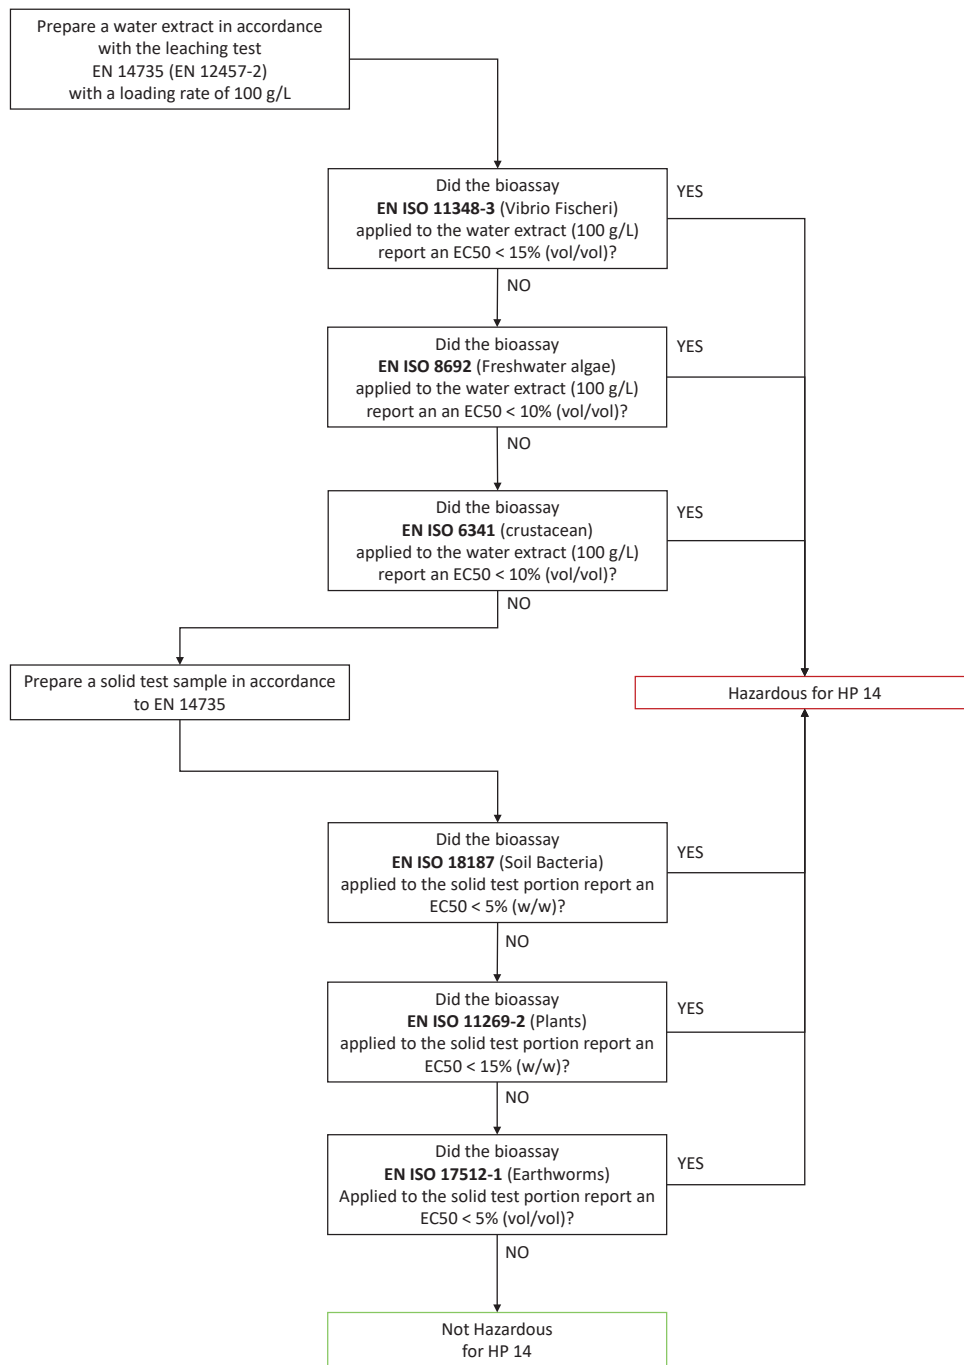 Prepare a water extract in accordance
with the leaching test
EN 14735 (EN 12457-2)
with a loading rate of 100 g/L
Did the bioassay
EN ISO 11348-3 (Vibrio Fischeri)
applied to the water extract (100 g/L)
report an EC50 < 15% (vol/vol)?
YES
NO
Did the bioassay
EN ISO 8692 (Freshwater algae)
applied to the water extract (100 g/L)
report an an EC50 < 10% (vol/vol)?
YES
NO
Did the bioassay
EN ISO 6341 (crustacean)
applied to the water extract (100 g/L)
report an EC50 < 10% (vol/vol)?
YES
NO
Prepare a solid test sample in accordance
to EN 14735
Hazardous for HP 14
Did the bioassay
EN ISO 18187 (Soil Bacteria)
applied to the solid test portion report an
EC50 < 5% (w/w)?
YES
NO
Did the bioassay
EN ISO 11269-2 (Plants)
applied to the solid test portion report an
EC50 < 15% (w/w)?
YES
NO
Did the bioassay
EN ISO 17512-1 (Earthworms)
Applied to the solid test portion report an
EC50 < 5% (vol/vol)?
YES
NO
Not Hazardous
for HP 14